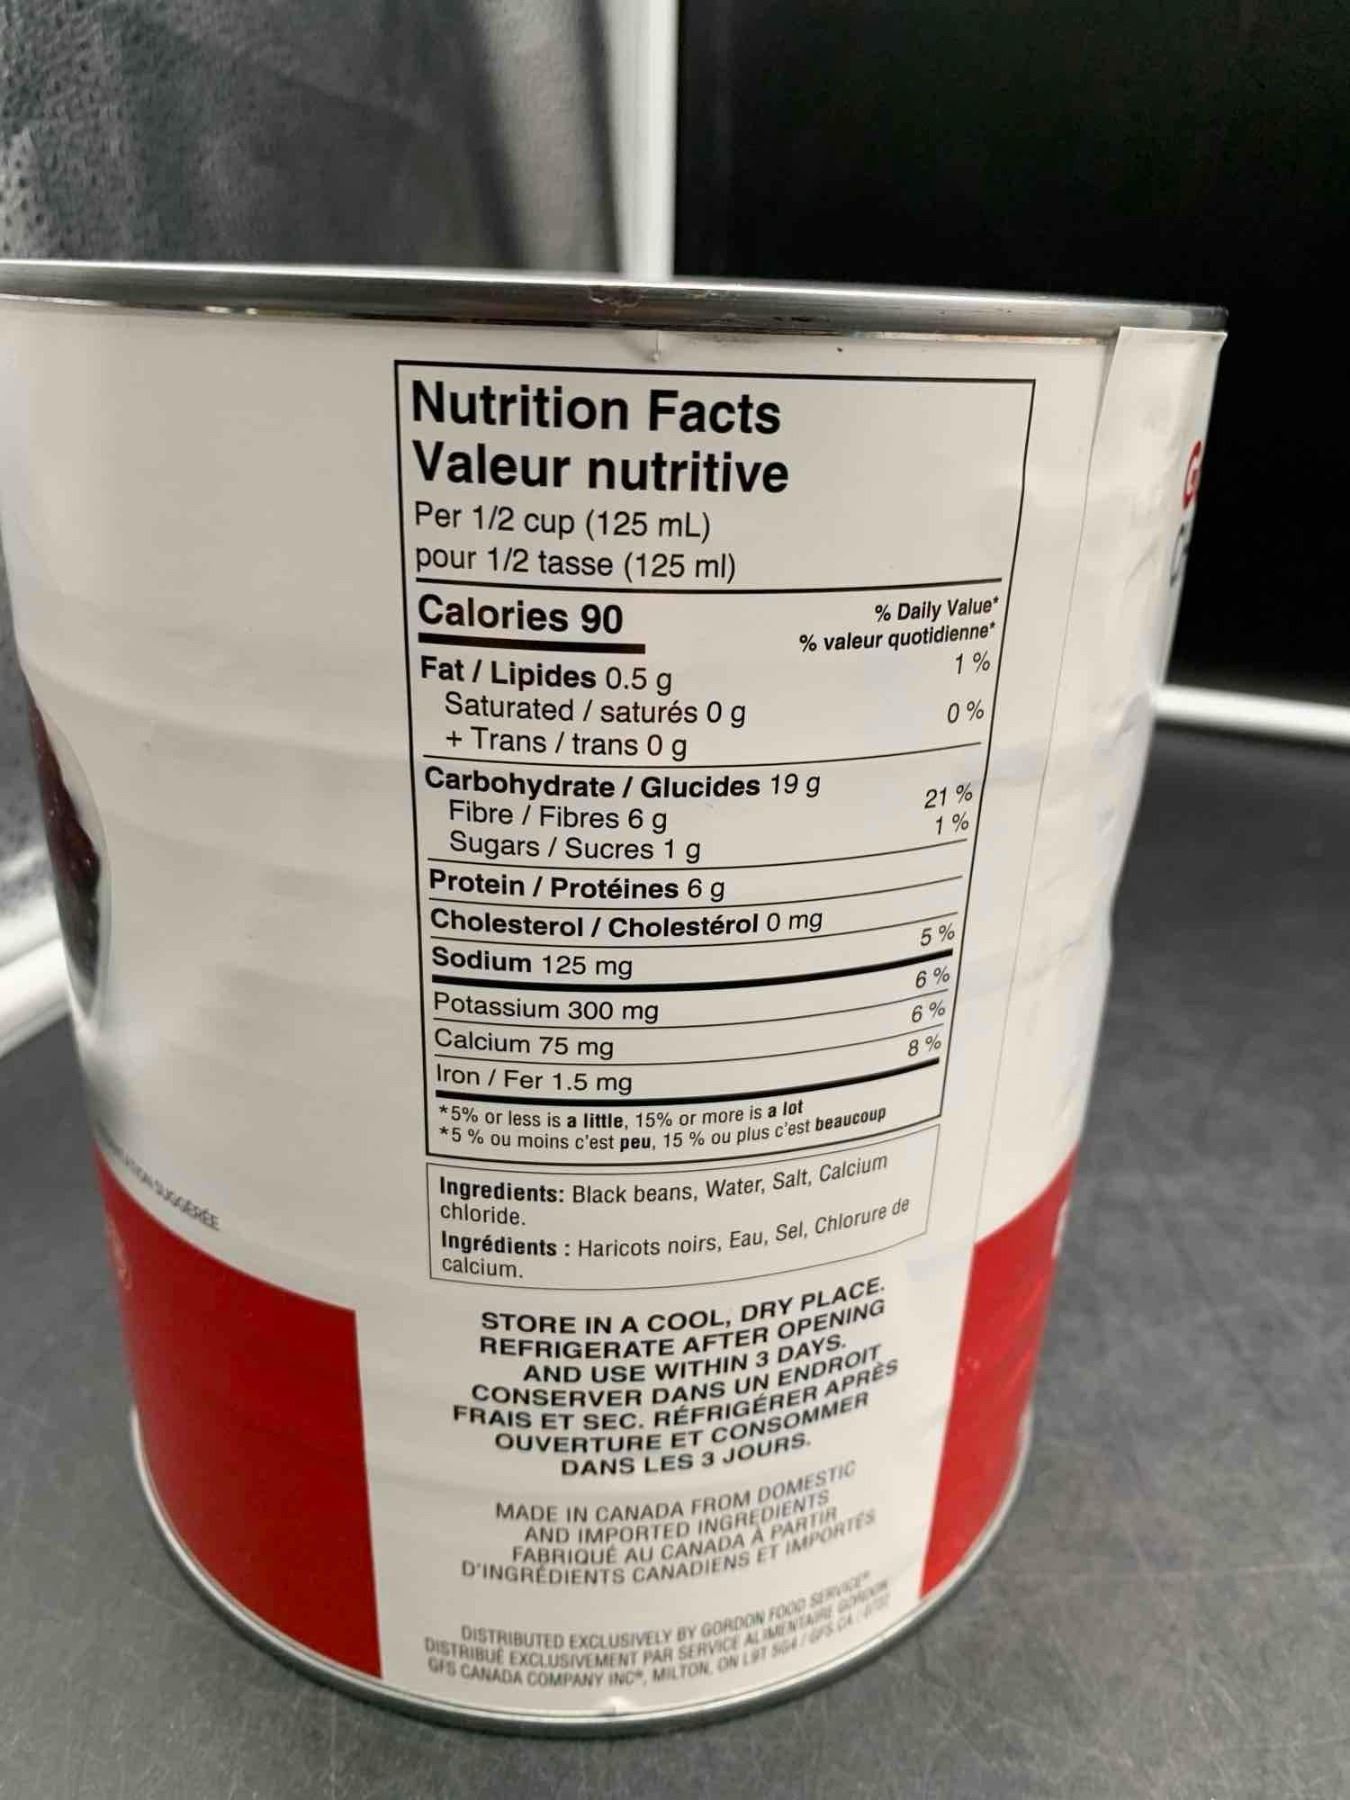 Nutrition Facts
Valeur nutritive
Per 1/2 cup (125 mL)
pour 1/2 tasse (125 ml)
Calories 90
% Daily Value*
% valeur quotidienne*
Fat / Lipides 0.5 g 1 %
Saturated / saturés 0 g 0 %
+ Trans / trans 0 g
Carbohydrate / Glucides 19 g
Fibre / Fibres 6 g 21 %
Sugars / Sucres 1 g 1 %
Protein / Protéines 6 g
Cholesterol / Cholestérol 0 mg
Sodium 125 mg 5 %
Potassium 300 mg 6 %
Calcium 75 mg 6 %
Iron / Fer 1.5 mg 8 %
*5% or less is a little, 15% or more is a lot
*5 % ou moins c'est peu, 15 % ou plus c'est beaucoup
Ingredients: Black beans, Water, Salt, Calcium
chloride.
Ingrédients : Haricots noirs, Eau, Sel, Chlorure de
calcium.
STORE IN A COOL, DRY PLACE.
REFRIGERATE AFTER OPENING
AND USE WITHIN 3 DAYS.
CONSERVER DANS UN ENDROIT
FRAIS ET SEC. RÉFRIGÉRER APRÈS
OUVERTURE ET CONSOMMER
DANS LES 3 JOURS.
MADE IN CANADA FROM DOMESTIC
AND IMPORTED INGREDIENTS
FABRIQUÉ AU CANADA À PARTIR
D'INGRÉDIENTS CANADIENS ET IMPORTÉS
DISTRIBUTED EXCLUSIVELY BY GORDON FOOD SERVICE
DISTRIBUÉ EXCLUSIVEMENT PAR SERVICE ALIMENTAIRE GORDON
GFS CANADA COMPANY INC, MILTON, ON L9T 5G4 / GFS.CA
SUGGÉRÉE